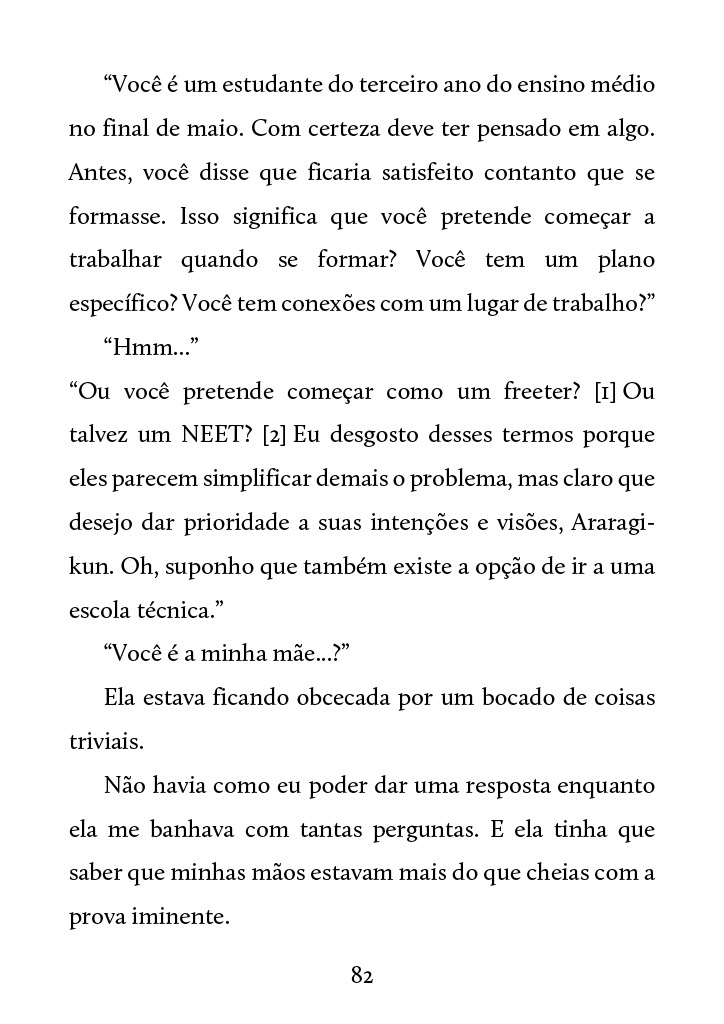 “Você é um estudante do terceiro ano do ensino médio
no final de maio. Com certeza deve ter pensado em algo.
Antes, você disse que ficaria satisfeito contanto que se
formasse. Isso significa que você pretende começar a
trabalhar quando se formar? Você tem um plano
específico? Você tem conexões com um lugar de trabalho?”
“Hmm...”
“Ou você pretende começar como um freeter? [1] Ou
talvez um NEET? [2] Eu desgosto desses termos porque
eles parecem simplificar demais o problema, mas claro que
desejo dar prioridade a suas intenções e visões, Araragi-
kun. Oh, suponho que também existe a opção de ir a uma
escola técnica.”
“Você é a minha mãe...?”
Ela estava ficando obcecada por um bocado de coisas
triviais.
Não havia como eu poder dar uma resposta enquanto
ela me banhava com tantas perguntas. E ela tinha que
saber que minhas mãos estavam mais do que cheias com a
prova iminente.
82